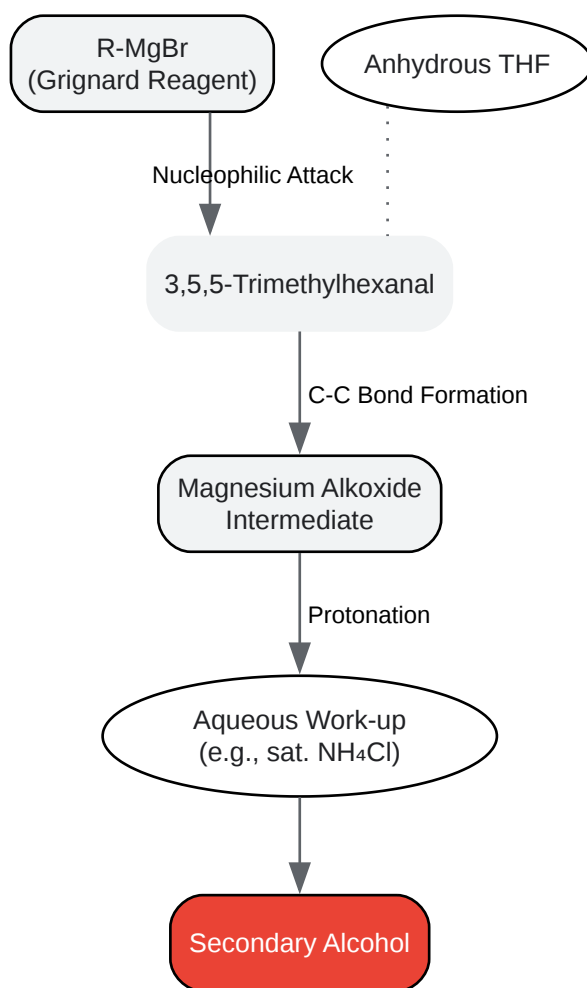 R-MgBr
(Grignard Reagent)
Anhydrous THF
Nucleophilic Attack
3,5,5-Trimethylhexanal
C-C Bond Formation
Magnesium Alkoxide
Intermediate
Protonation
Aqueous Work-up
(e.g., sat. NH₄Cl)
Secondary Alcohol